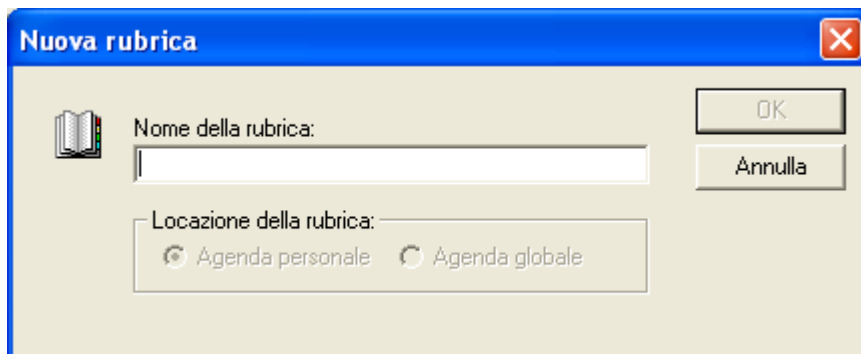 Nuova rubrica
OK
Nome della rubrica:
Annulla
Locazione della rubrica:
Agenda personale Agenda globale